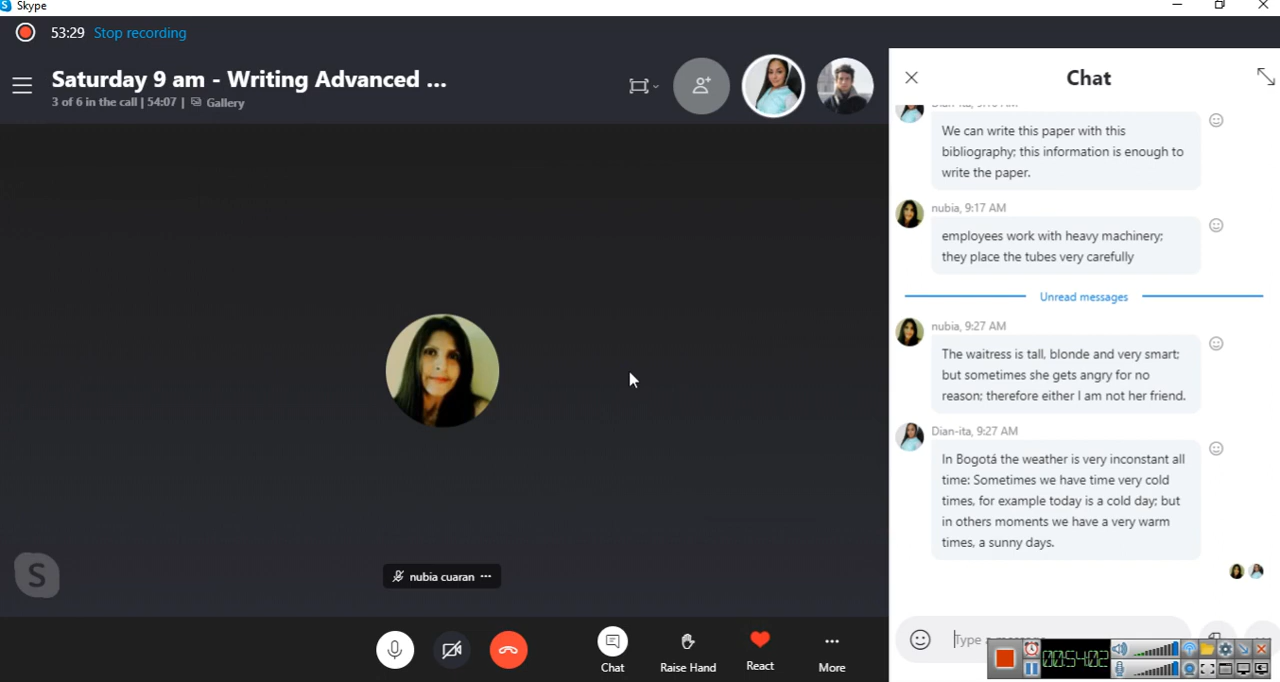 Skype
53:29 Stop recording
Saturday 9 am - Writing Advanced ...
3 of 6 in the call | 54:07 | Gallery
Chat
We can write this paper with this
bibliography; this information is enough to
write the paper.
nubia, 9:17 AM
employees work with heavy machinery;
they place the tubes very carefully
Unread messages
nubia, 9:27 AM
The waitress is tall, blonde and very smart;
but sometimes she gets angry for no
reason; therefore either I am not her friend.
Dian-ita, 9:27 AM
In Bogotá the weather is very inconstant all
time: Sometimes we have time very cold
times, for example today is a cold day; but
in others moments we have a very warm
times, a sunny days.
S
nubia cuaran ...
Type a
Chat
Raise Hand
React
More
00:54:02